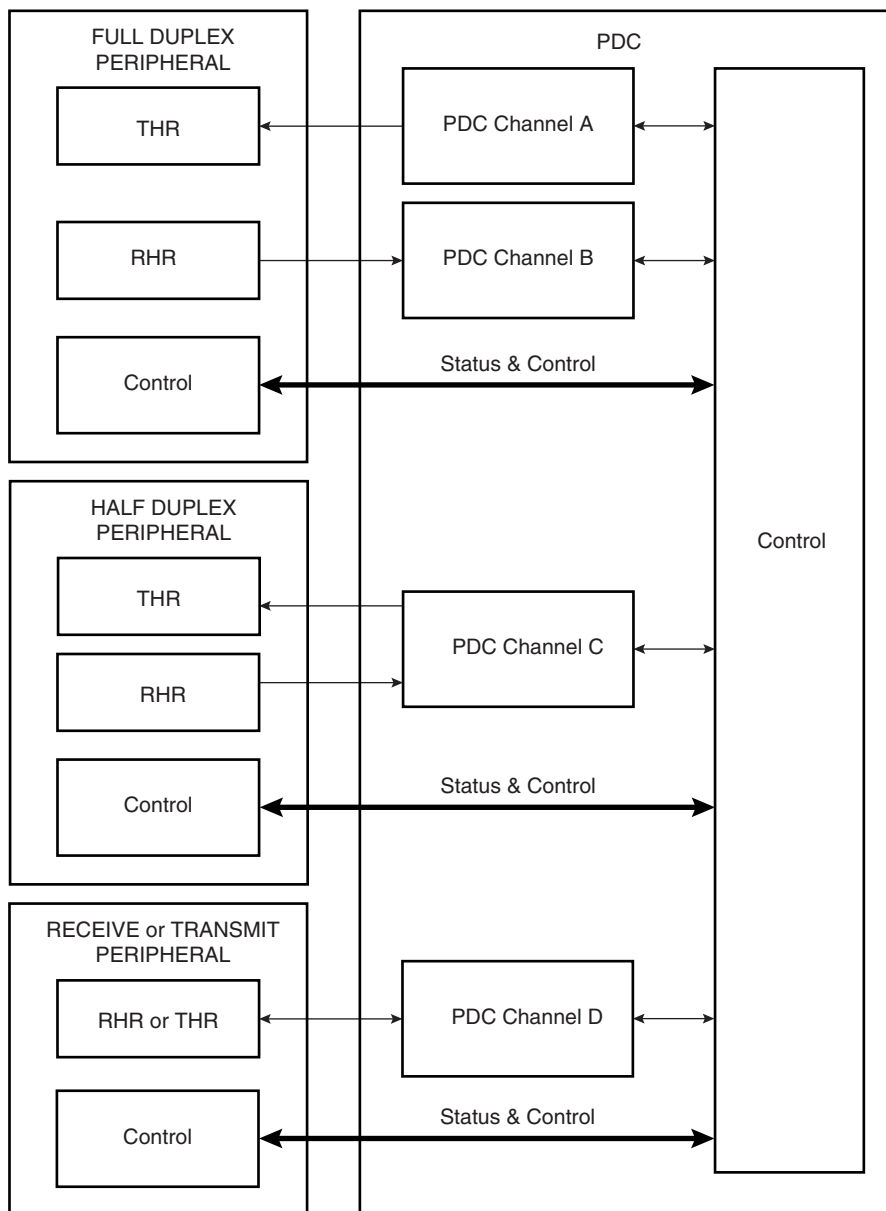 FULL DUPLEX
PERIPHERAL
PDC
THR
PDC Channel A
RHR
PDC Channel B
Control
Status & Control
HALF DUPLEX
PERIPHERAL
Control
THR
PDC Channel C
RHR
Control
Status & Control
RECEIVE or TRANSMIT
PERIPHERAL
RHR or THR
PDC Channel D
Control
Status & Control